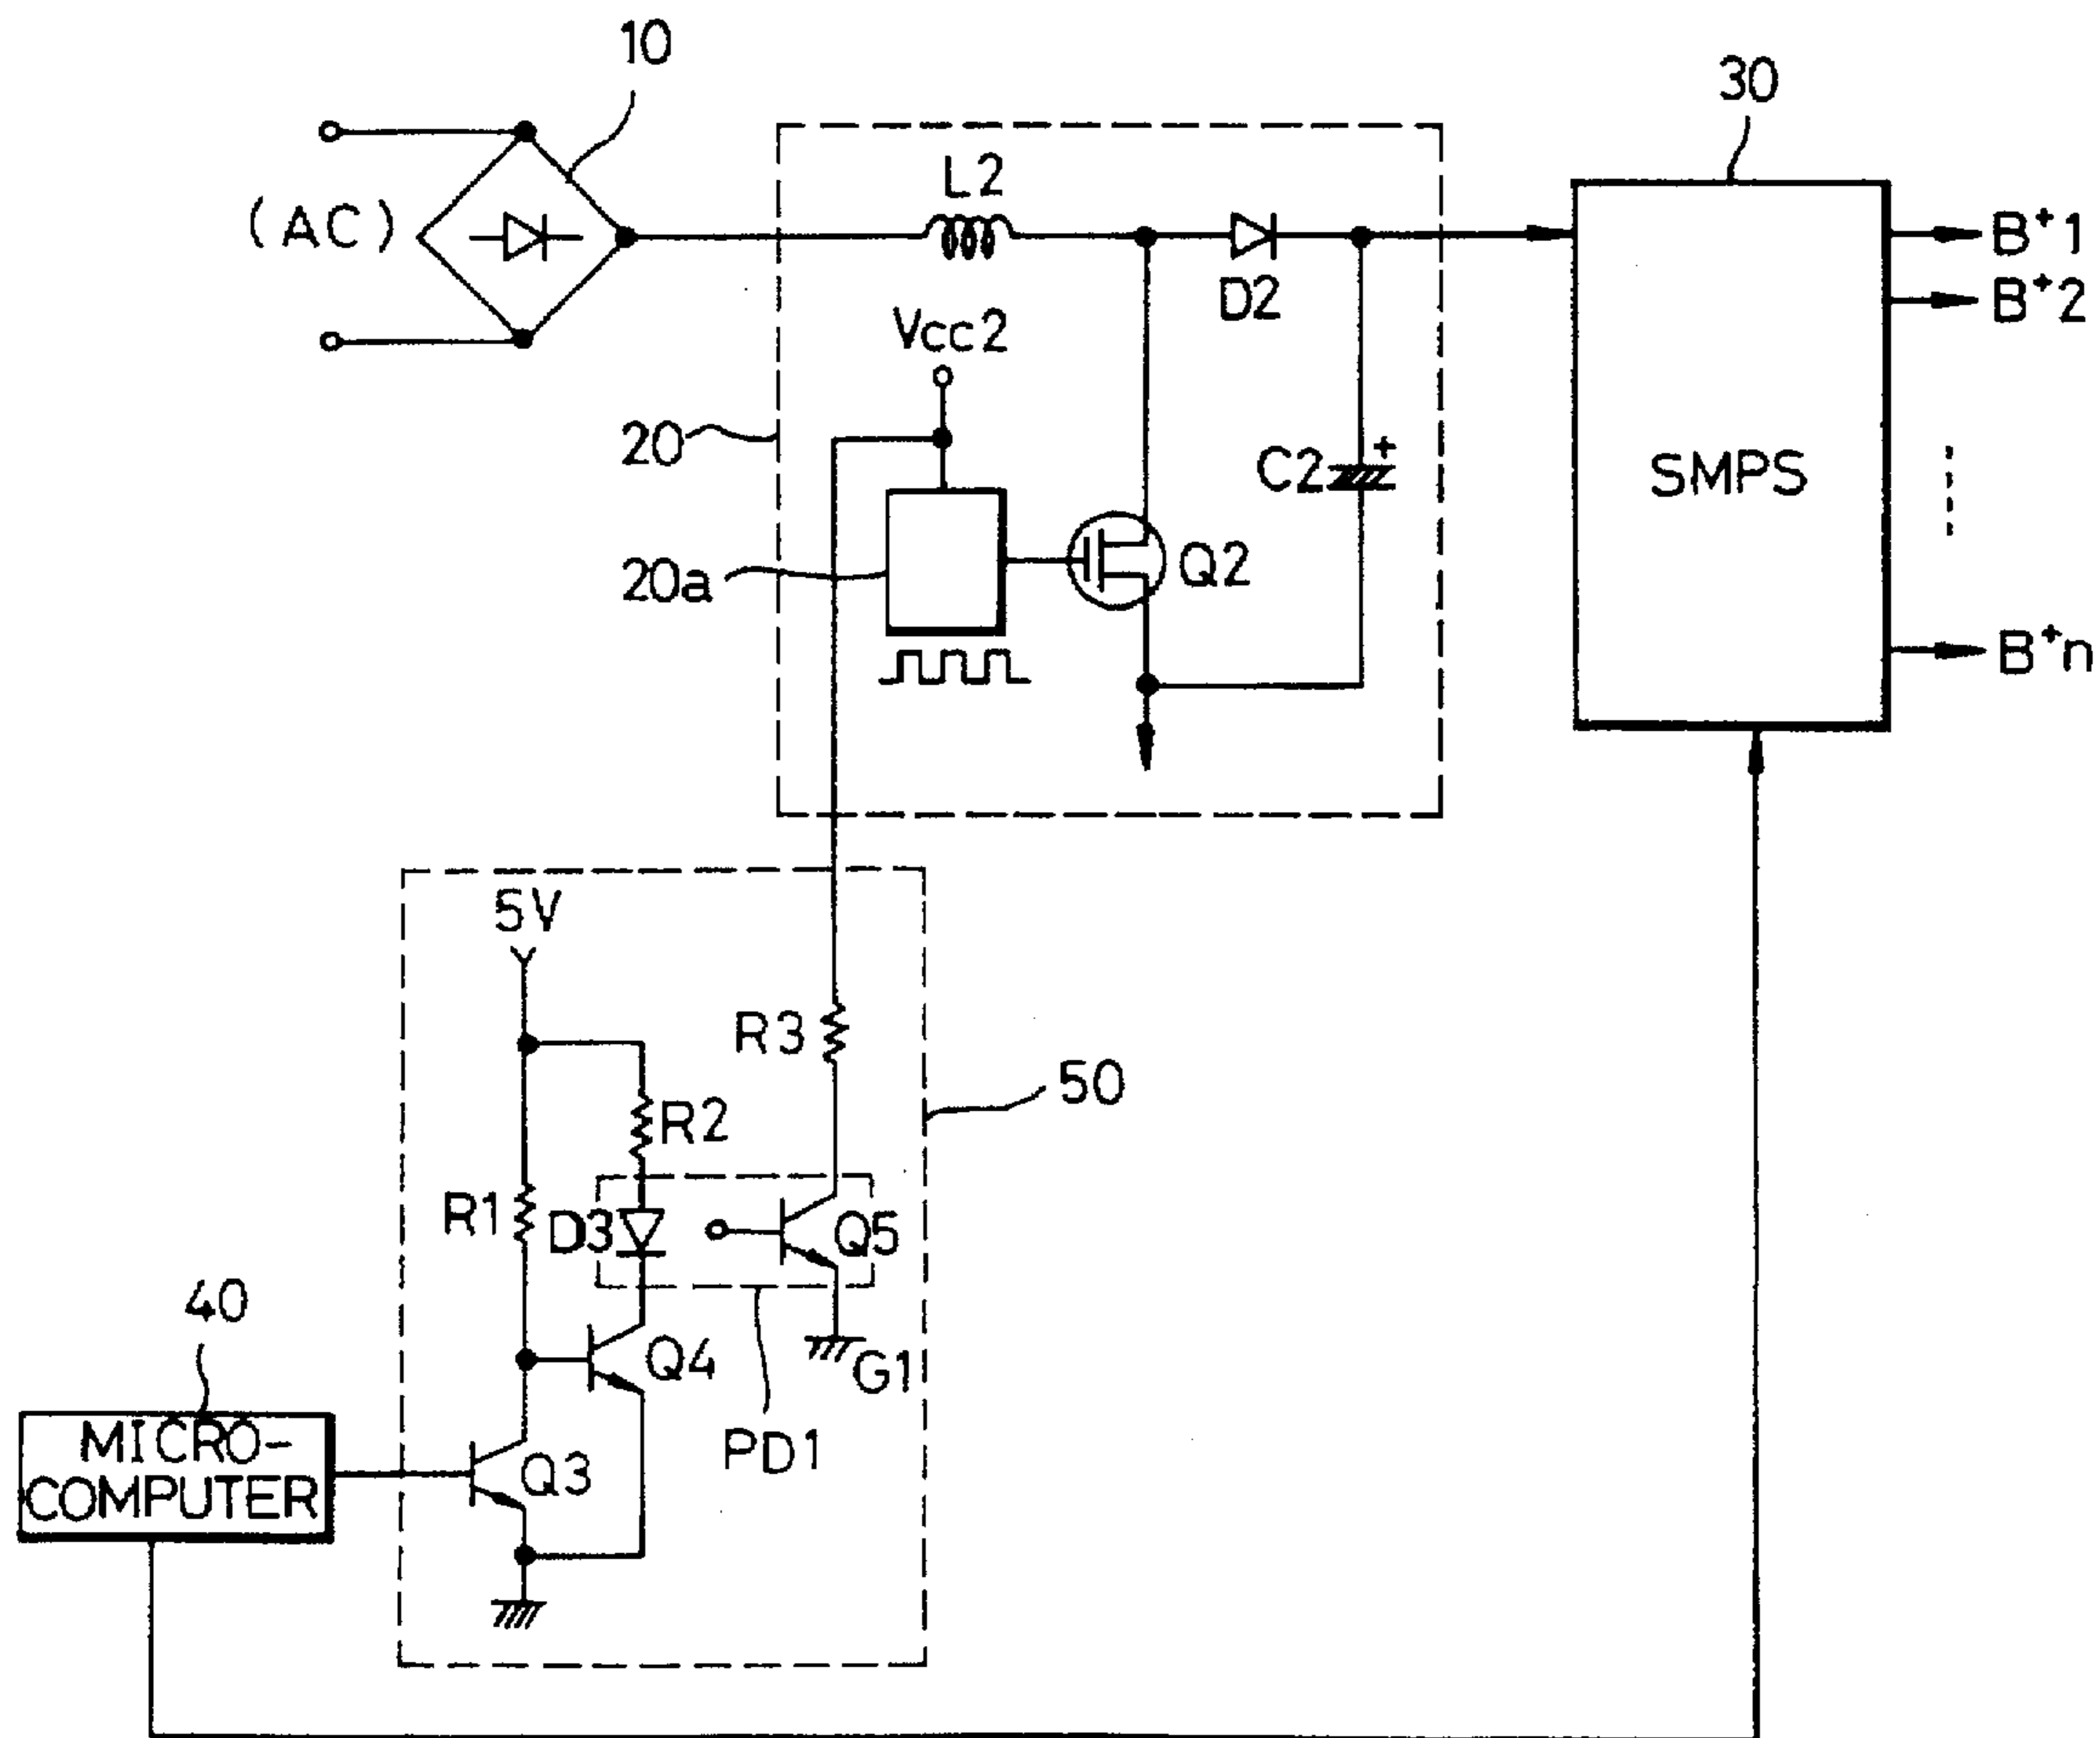 10
30
(AC)
L2
B+1
D2
B+2
Vcc2
20
C2
+
SMPS
20a
Q2
B+n
5V
R3
50
R2
R1
D3
Q5
40
Q4
G1
MICRO-
COMPUTER
Q3
PD1